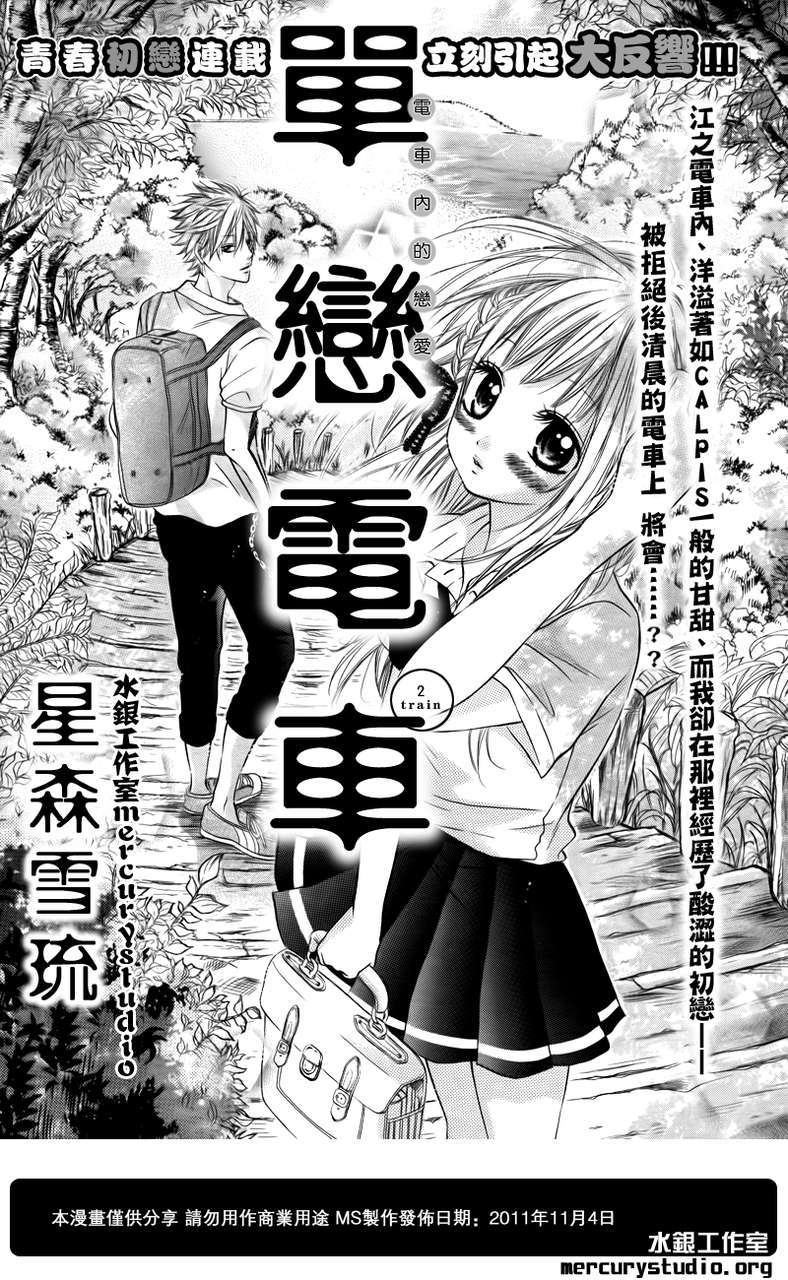 青春初戀連載 立刻引起大反響!!!
單戀電車
電車內的戀愛
2
train
江之電車內、洋溢著如CALPIS一般的甘甜、而我卻在那裡經歷了酸澀的初戀——
被拒絕後清晨的電車上 將會……??
水銀工作室mercurystudio
星森雪琉
本漫畫僅供分享 請勿用作商業用途 MS製作發佈日期：2011年11月4日
水銀工作室
mercurystudio.org